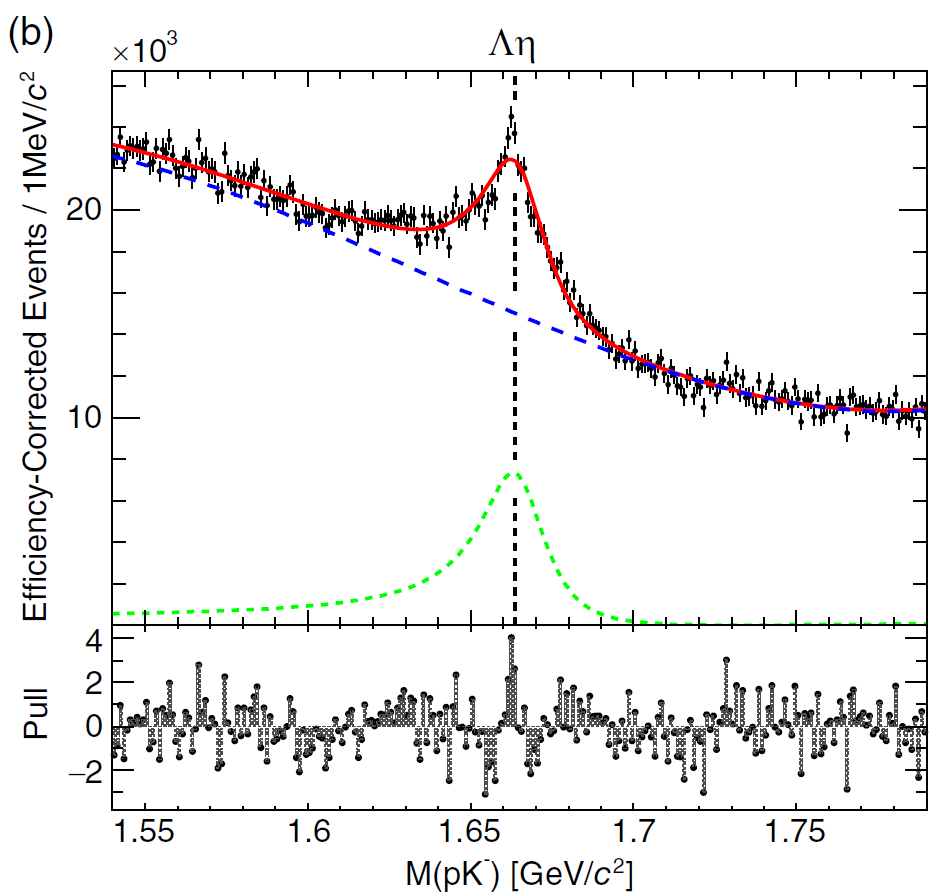 (b)
×10³
Λη
Efficiency-Corrected Events / 1MeV/c²
20
10
Pull
4
2
0
−2
1.55 1.6 1.65 1.7 1.75
M(pK⁻) [GeV/c²]